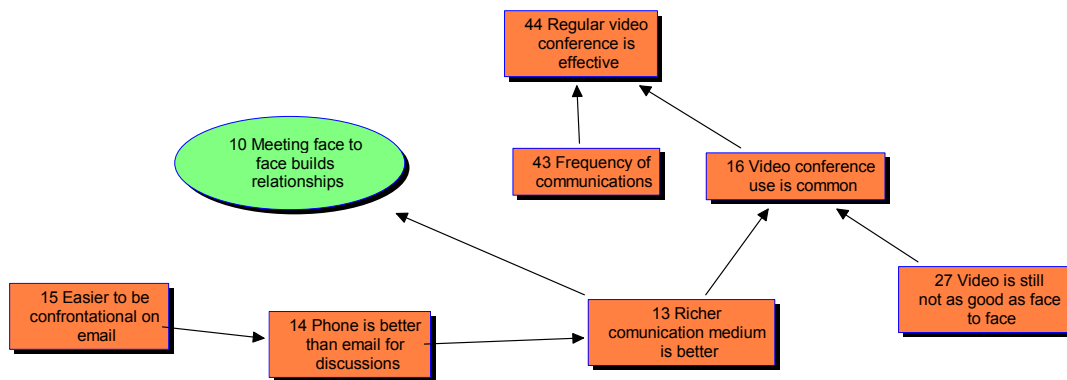 44 Regular video
conference is
effective
10 Meeting face to
face builds
relationships
43 Frequency of
communications
16 Video conference
use is common
15 Easier to be
confrontational on
email
14 Phone is better
than email for
discussions
13 Richer
comunication medium
is better
27 Video is still
not as good as face
to face